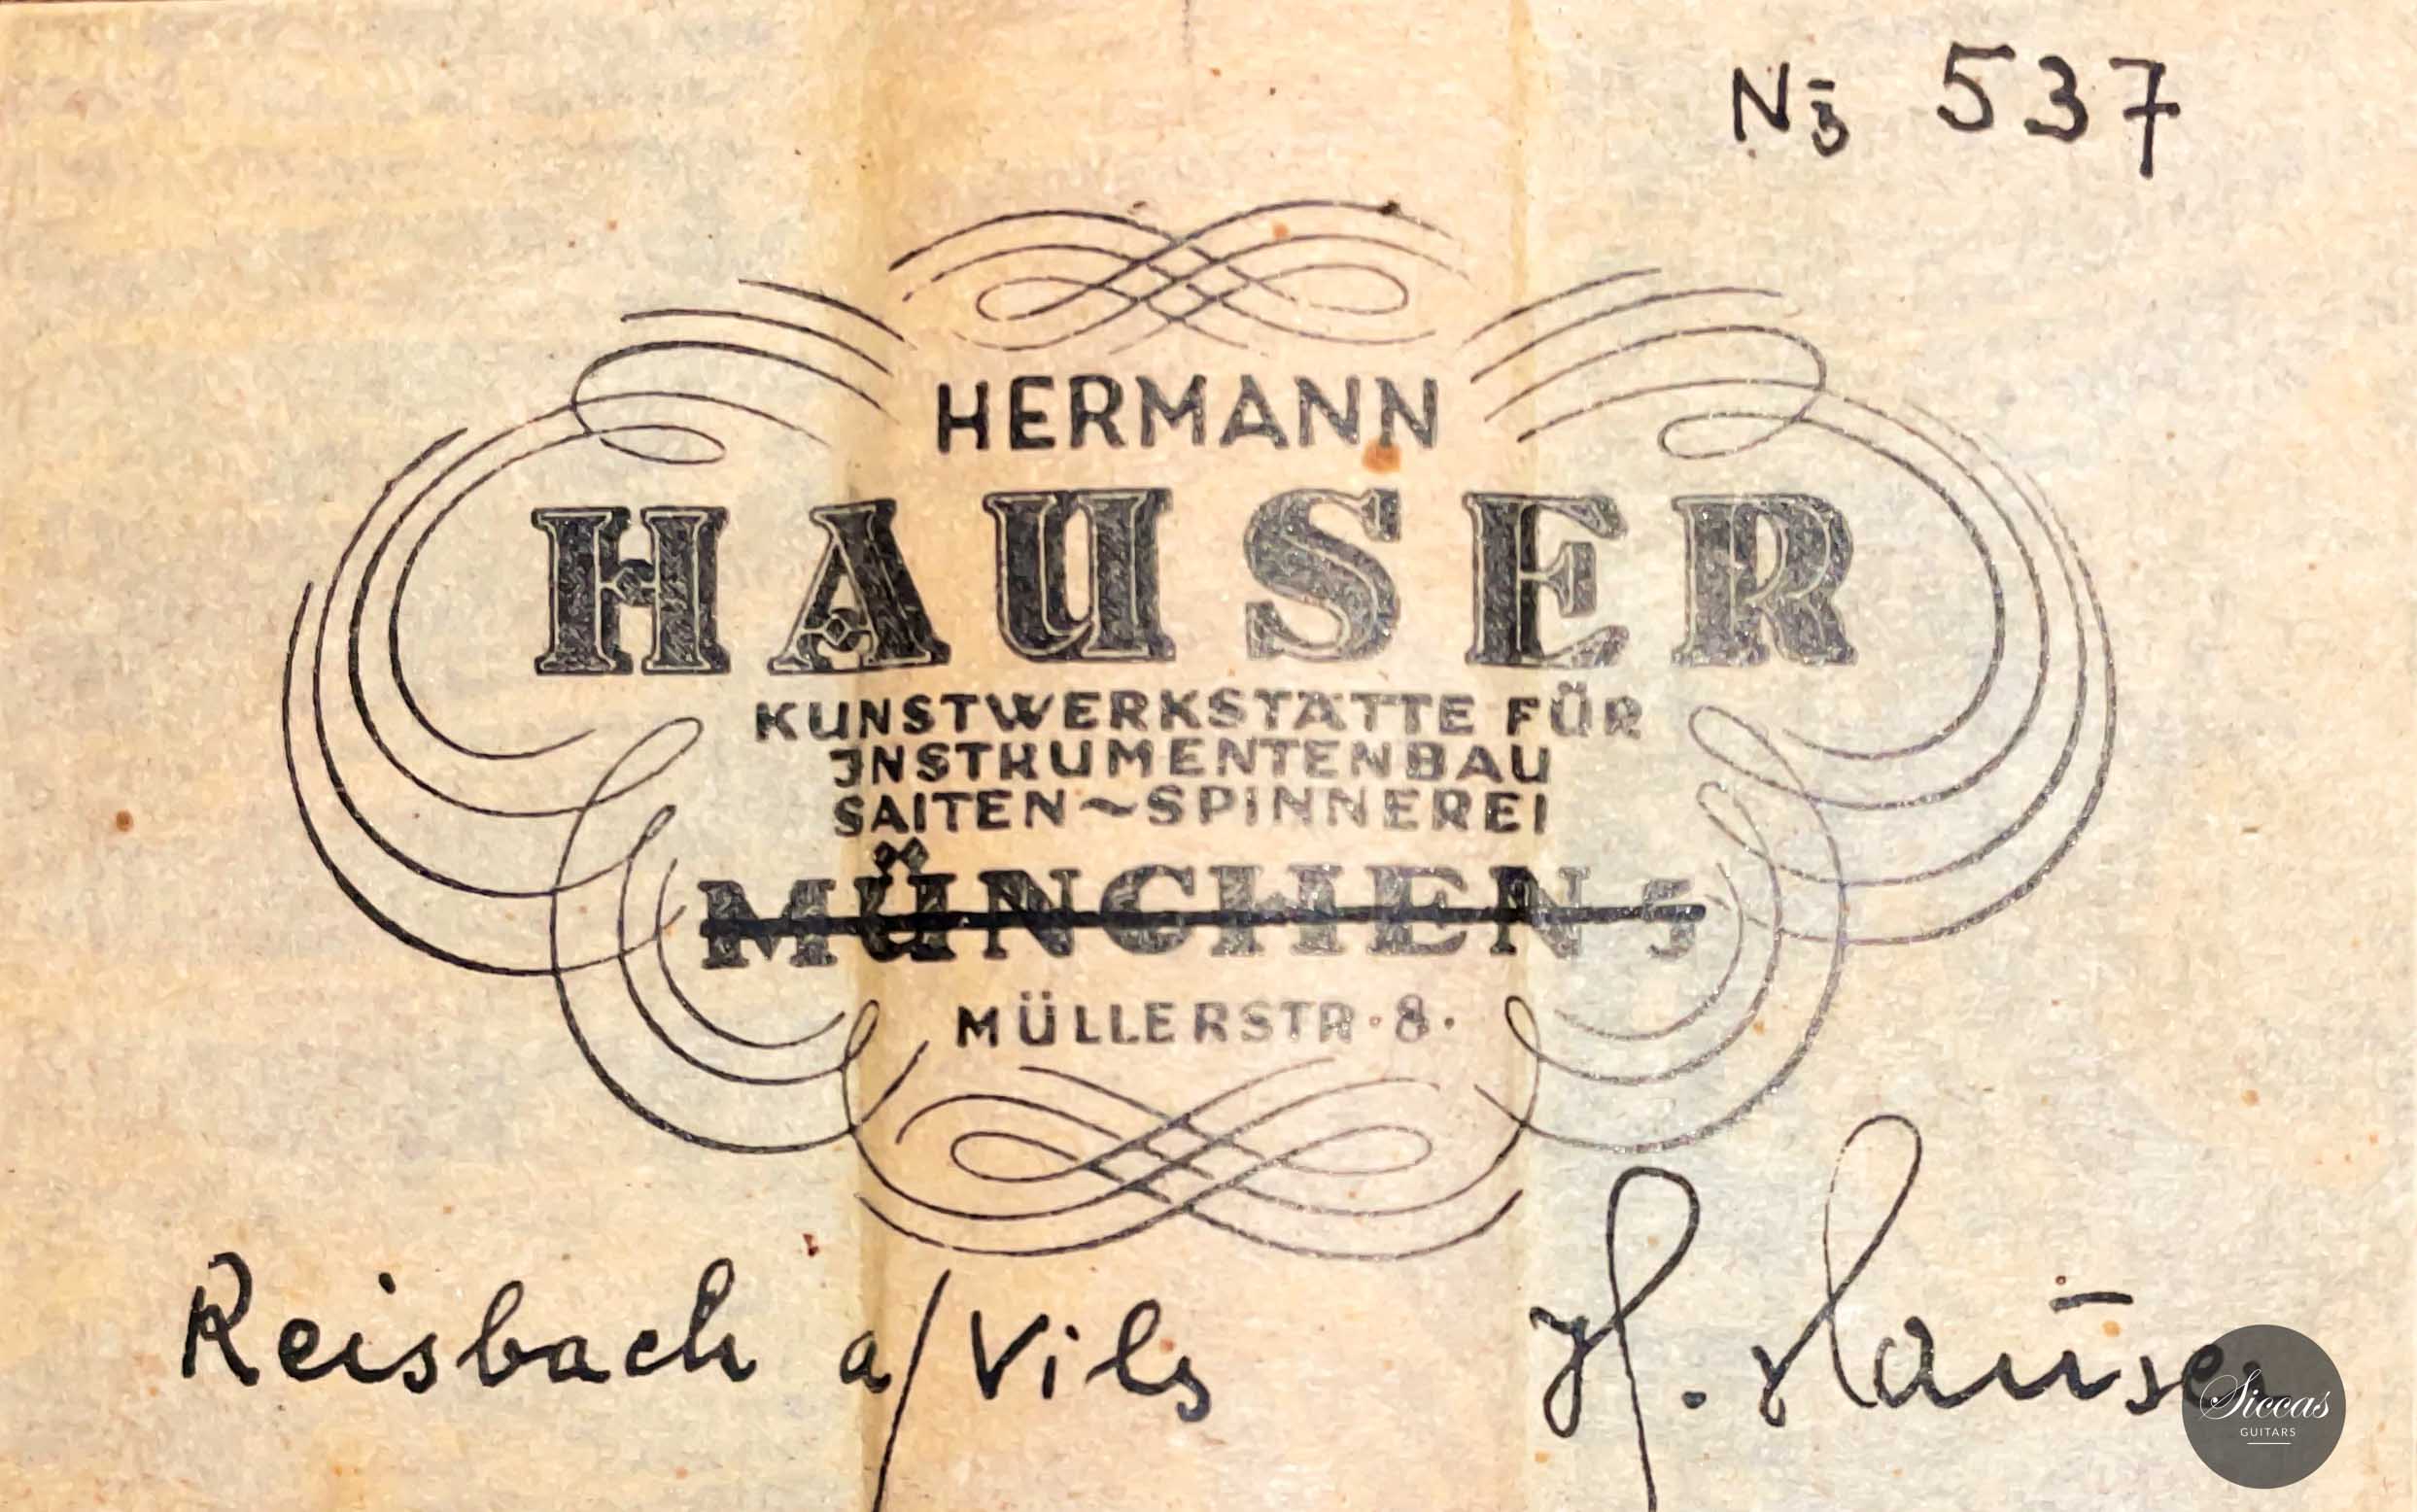 No 537
HERMANN
HAUSER
KUNSTWERKSTÄTTE FÜR
INSTRUMENTENBAU
SAITEN~SPINNEREI
MÜNCHEN 5
MÜLLERSTR·8·
Reisbach a/Vils
H. Hauser
Siccas
GUITARS